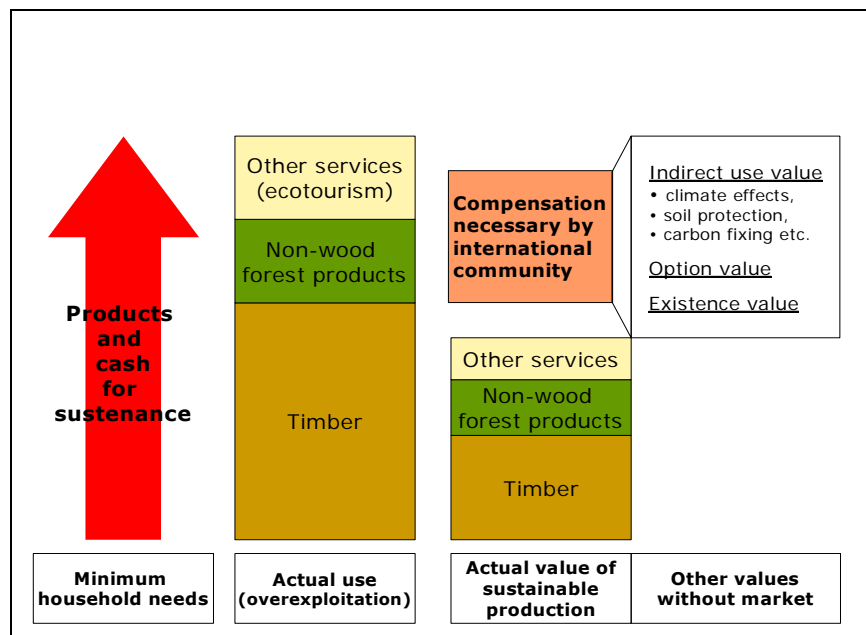 Products
and
cash
for
sustenance
Other services
(ecotourism)
Non-wood
forest products
Timber
Compensation
necessary by
international
community
Indirect use value
• climate effects,
• soil protection,
• carbon fixing etc.
Option value
Existence value
Other services
Non-wood
forest products
Timber
Minimum
household needs
Actual use
(overexploitation)
Actual value of
sustainable
production
Other values
without market